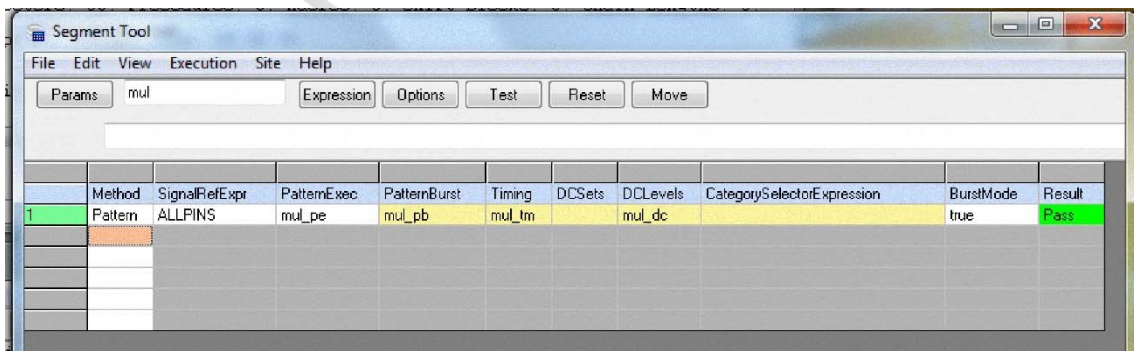 Segment Tool
File Edit View Execution Site Help
Params mul Expression Options Test Reset Move
Method SignalRefExpr PatternExec PatternBurst Timing DCSets DCLevels CategorySelectorExpression BurstMode Result
1 Pattern ALLPINS mul_pe mul_pb mul_tm mul_dc true Pass